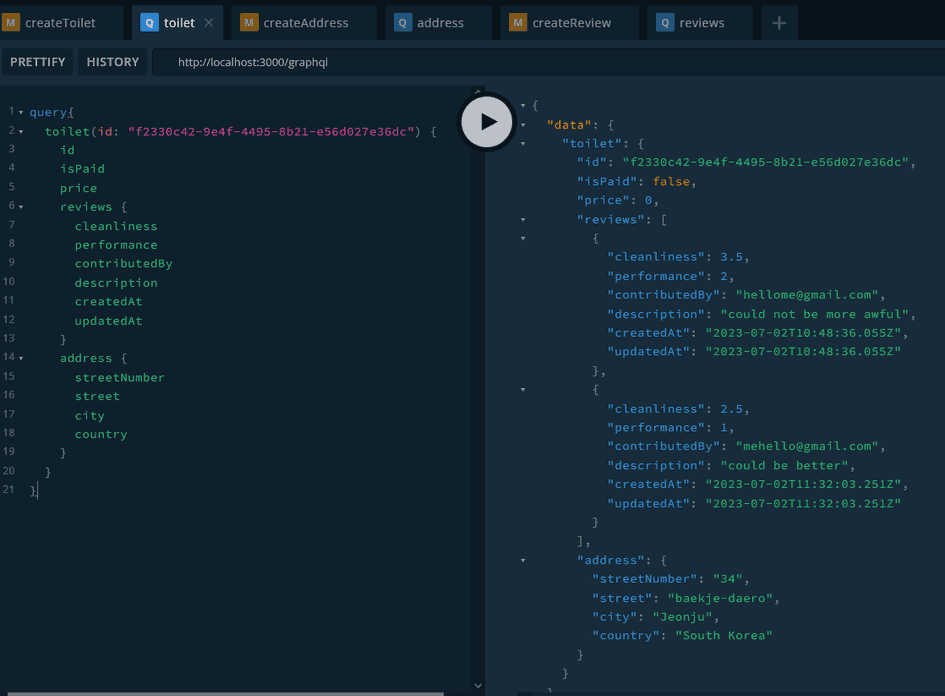 M createToilet Q toilet × M createAddress Q address M createReview Q reviews +
PRETTIFY HISTORY http://localhost:3000/graphql
1 query{
2 toilet(id: "f2330c42-9e4f-4495-8b21-e56d027e36dc") {
3 id
4 isPaid
5 price
6 reviews {
7 cleanliness
8 performance
9 contributedBy
10 description
11 createdAt
12 updatedAt
13 }
14 address {
15 streetNumber
16 street
17 city
18 country
19 }
20 }
21 }
{
"data": {
"toilet": {
"id": "f2330c42-9e4f-4495-8b21-e56d027e36dc",
"isPaid": false,
"price": 0,
"reviews": [
{
"cleanliness": 3.5,
"performance": 2,
"contributedBy": "hellome@gmail.com",
"description": "could not be more awful",
"createdAt": "2023-07-02T10:48:36.055Z",
"updatedAt": "2023-07-02T10:48:36.055Z"
},
{
"cleanliness": 2.5,
"performance": 1,
"contributedBy": "mehello@gmail.com",
"description": "could be better",
"createdAt": "2023-07-02T11:32:03.251Z",
"updatedAt": "2023-07-02T11:32:03.251Z"
}
],
"address": {
"streetNumber": "34",
"street": "baekje-daero",
"city": "Jeonju",
"country": "South Korea"
}
}